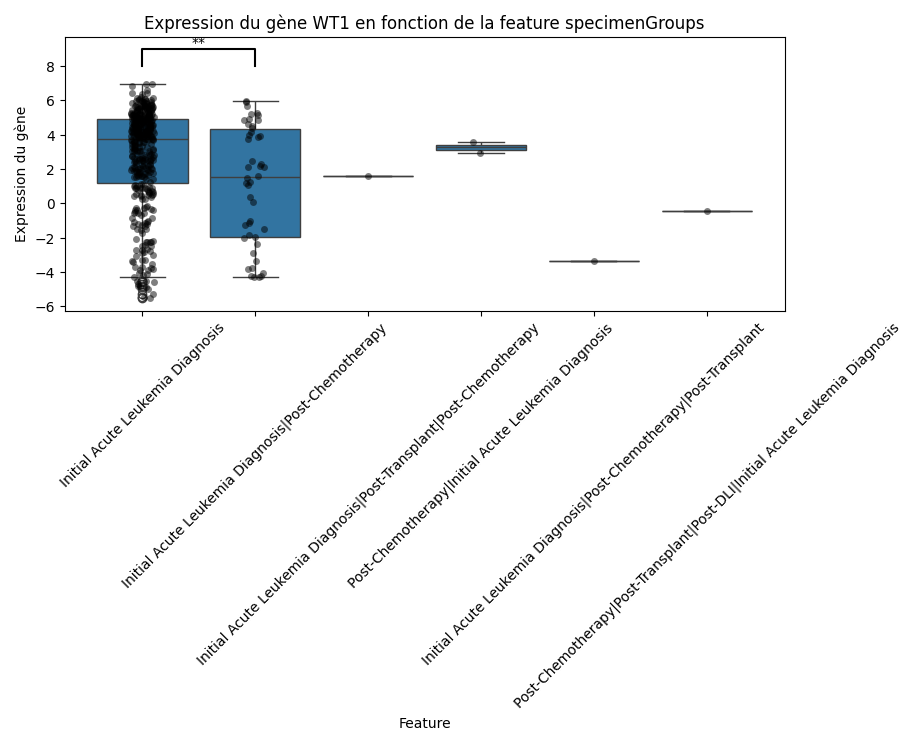 Expression du gène WT1 en fonction de la feature specimenGroups
**
Expression du gène
8
6
4
2
0
−2
−4
−6
Initial Acute Leukemia Diagnosis
Initial Acute Leukemia Diagnosis|Post-Chemotherapy
Initial Acute Leukemia Diagnosis|Post-Transplant|Post-Chemotherapy
Post-Chemotherapy|Initial Acute Leukemia Diagnosis
Initial Acute Leukemia Diagnosis|Post-Chemotherapy|Post-Transplant
Post-Chemotherapy|Post-Transplant|Post-DLI|Initial Acute Leukemia Diagnosis
Feature